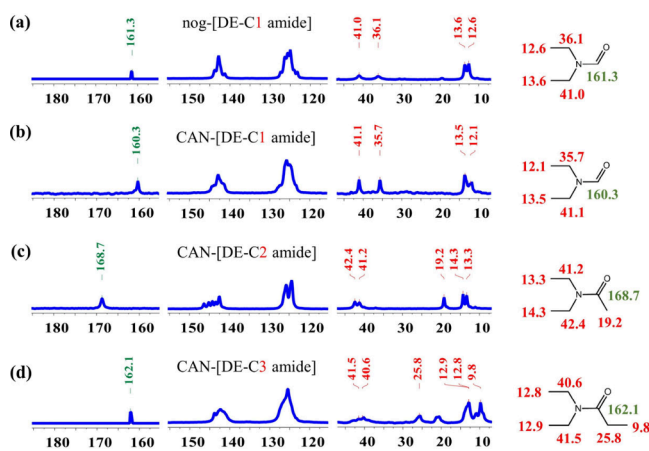 (a)
nog-[DE-C1 amide]
161.3
41.0
36.1
13.6
12.6
180 170 160
150 140 130 120
40 30 20 10
36.1
12.6
N
O
13.6
161.3
41.0
(b)
CAN-[DE-C1 amide]
160.3
41.1
35.7
13.5
12.1
180 170 160
150 140 130 120
40 30 20 10
35.7
12.1
N
O
13.5
160.3
41.1
(c)
CAN-[DE-C2 amide]
168.7
42.4
41.2
19.2
14.3
13.3
180 170 160
150 140 130 120
40 30 20 10
41.2
13.3
O
N
168.7
14.3
42.4
19.2
(d)
CAN-[DE-C3 amide]
162.1
41.5
40.6
25.8
12.9
12.8
9.8
180 170 160
150 140 130 120
40 30 20 10
40.6
12.8
O
N
162.1
12.9
9.8
41.5
25.8